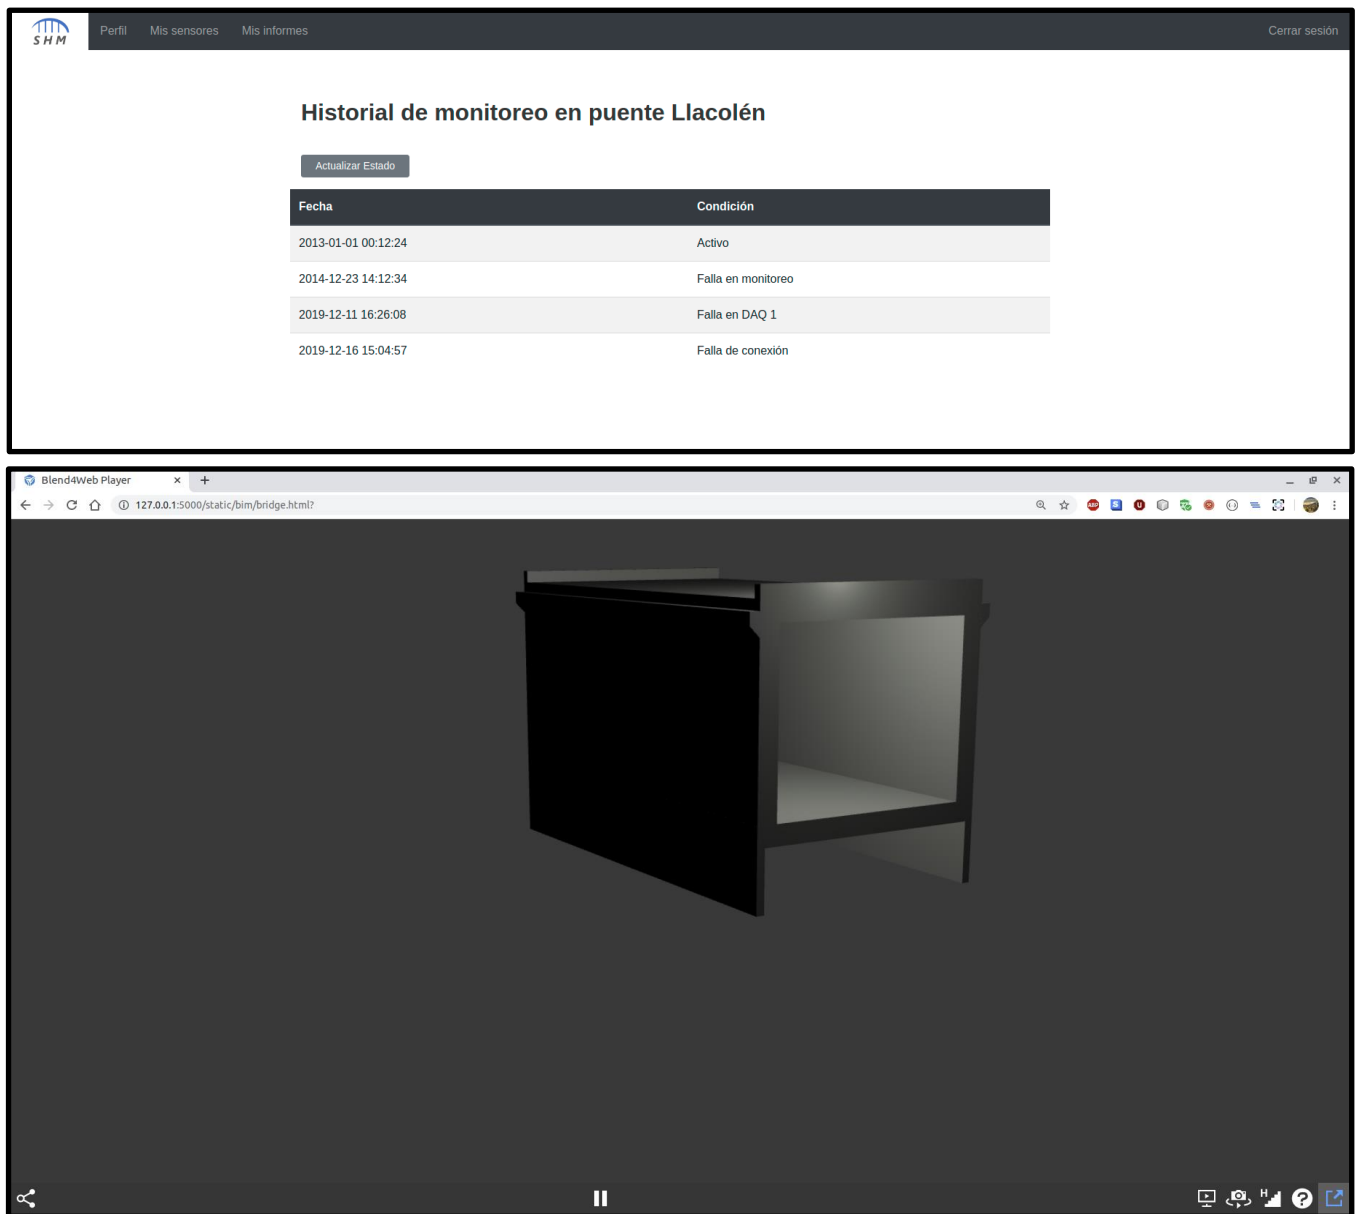 SHM
Perfil Mis sensores Mis informes Cerrar sesión
Historial de monitoreo en puente Llacolén
Actualizar Estado
Fecha Condición
2013-01-01 00:12:24 Activo
2014-12-23 14:12:34 Falla en monitoreo
2019-12-11 16:26:08 Falla en DAQ 1
2019-12-16 15:04:57 Falla de conexión
Blend4Web Player
127.0.0.1:5000/static/bim/bridge.html?
ABP S U
H